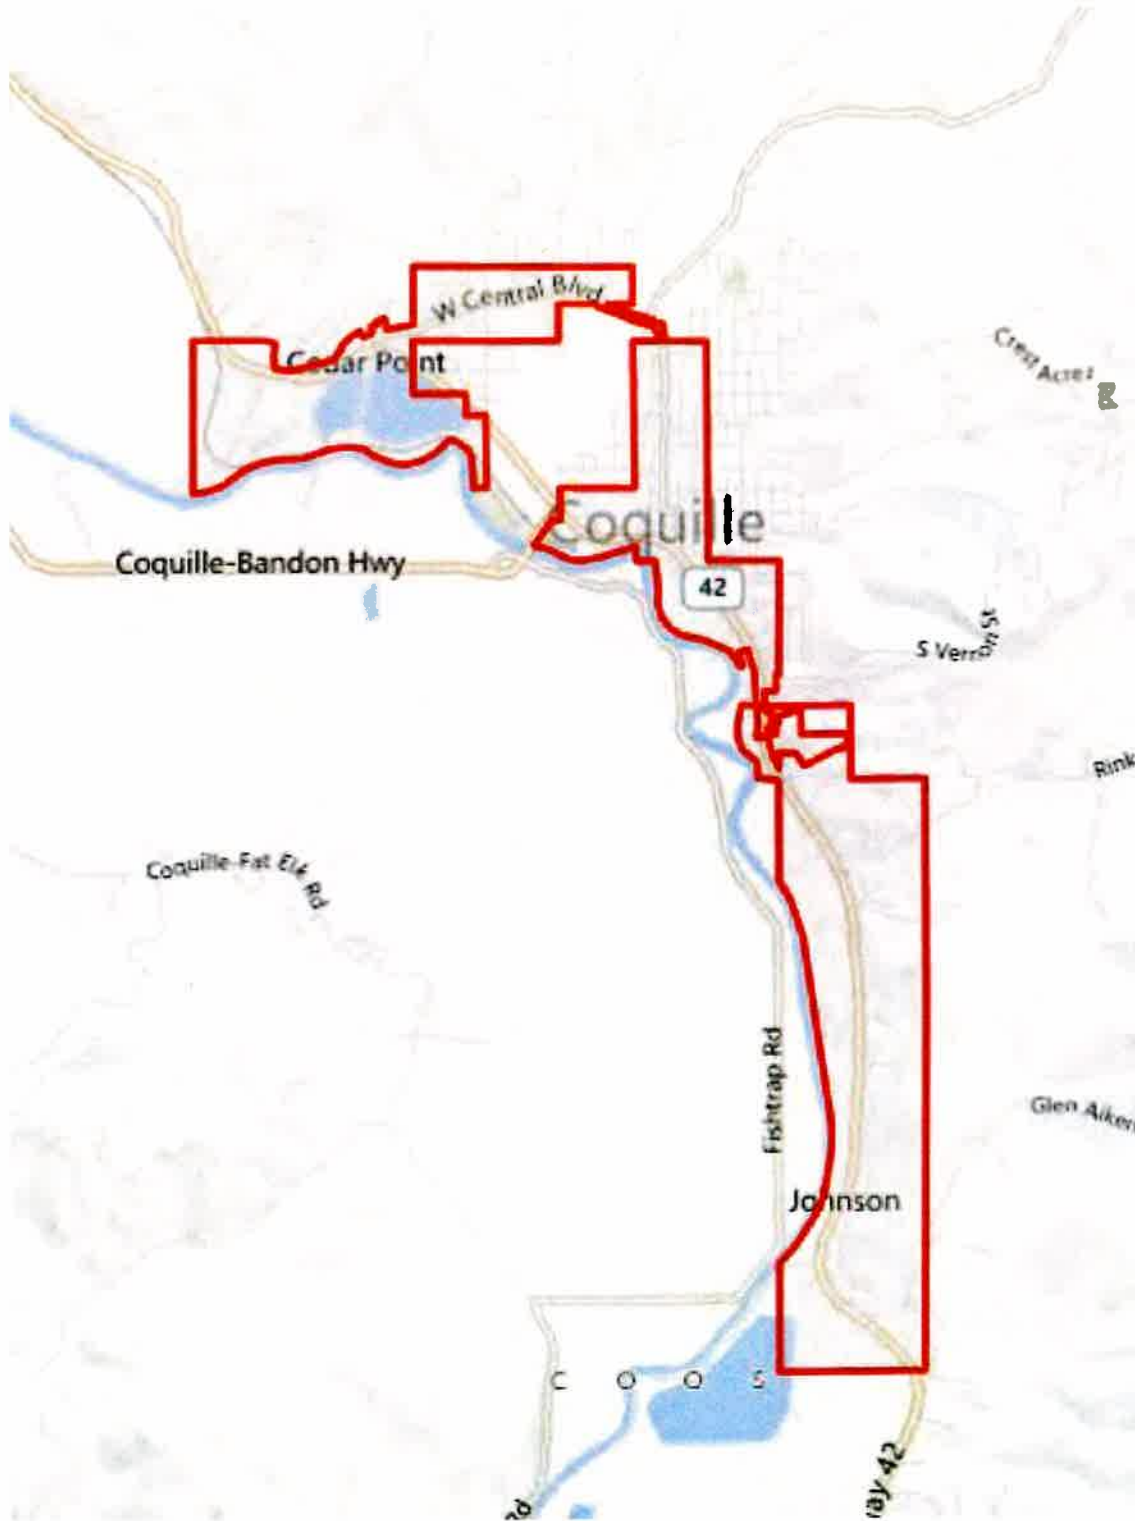 W Central Blvd
Cedar Point
Crest Acres
Coquille
Coquille-Bandon Hwy
42
S Vernon St
Rink
Coquille-Fat Elk Rd
Fishtrap Rd
Glen Aiken
Johnson
C O O S
ay 42
Rd